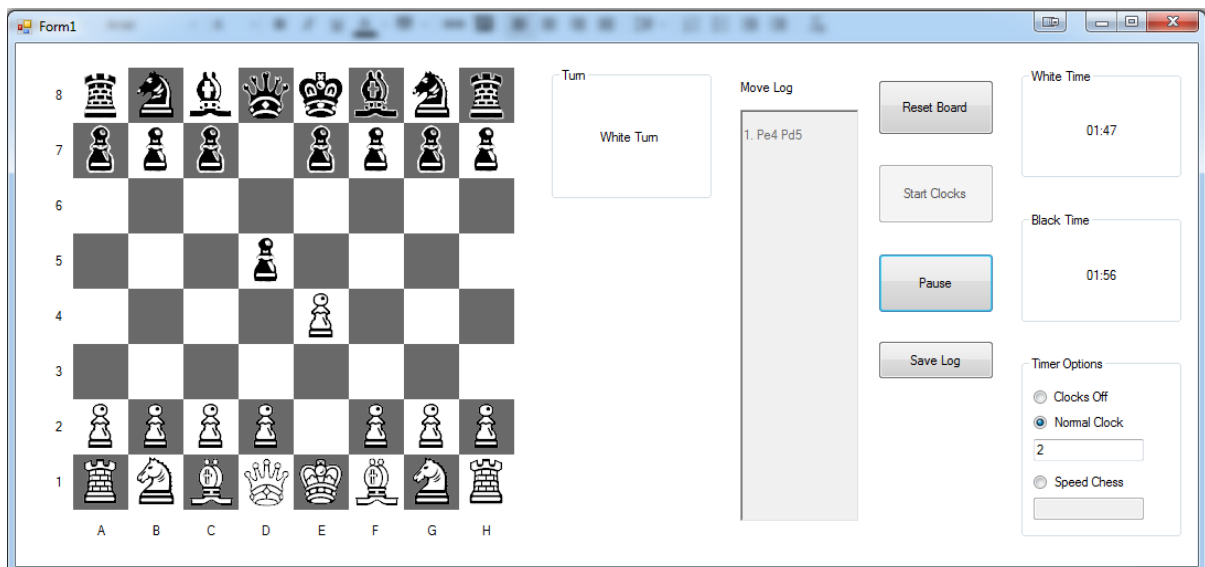 Form1
8
7
6
5
4
3
2
1
A B C D E F G H
Turn
White Turn
Move Log
1. Pe4 Pd5
Reset Board
Start Clocks
Pause
Save Log
White Time
01:47
Black Time
01:56
Timer Options
Clocks Off
Normal Clock
2
Speed Chess